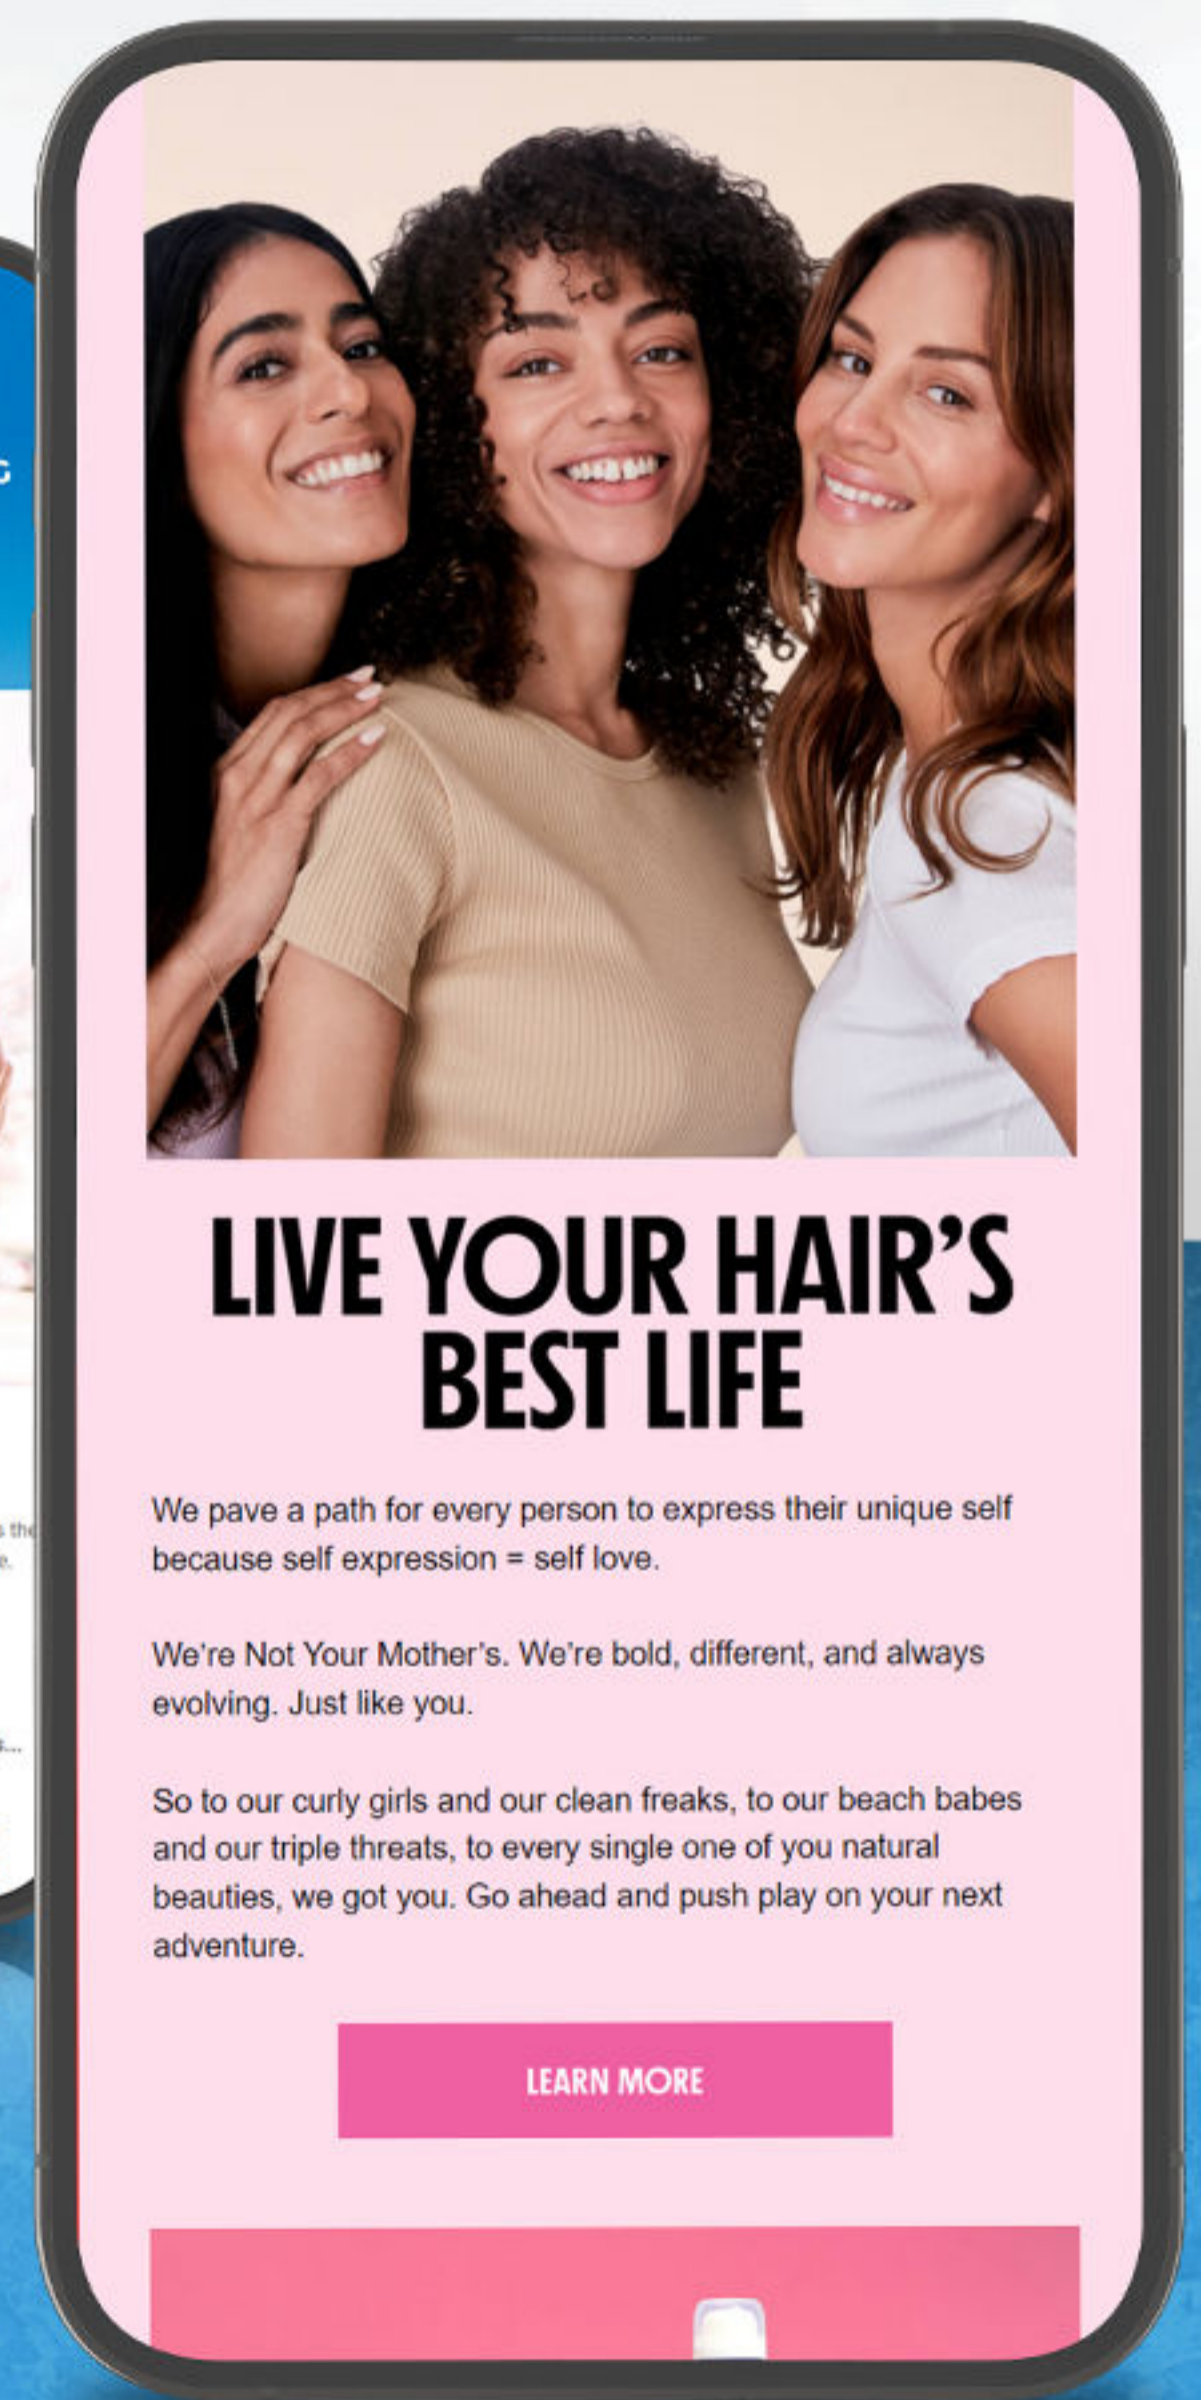 LIVE YOUR HAIR'S
BEST LIFE
We pave a path for every person to express their unique self
because self expression = self love.
We're Not Your Mother's. We're bold, different, and always
evolving. Just like you.
So to our curly girls and our clean freaks, to our beach babes
and our triple threats, to every single one of you natural
beauties, we got you. Go ahead and push play on your next
adventure.
LEARN MORE